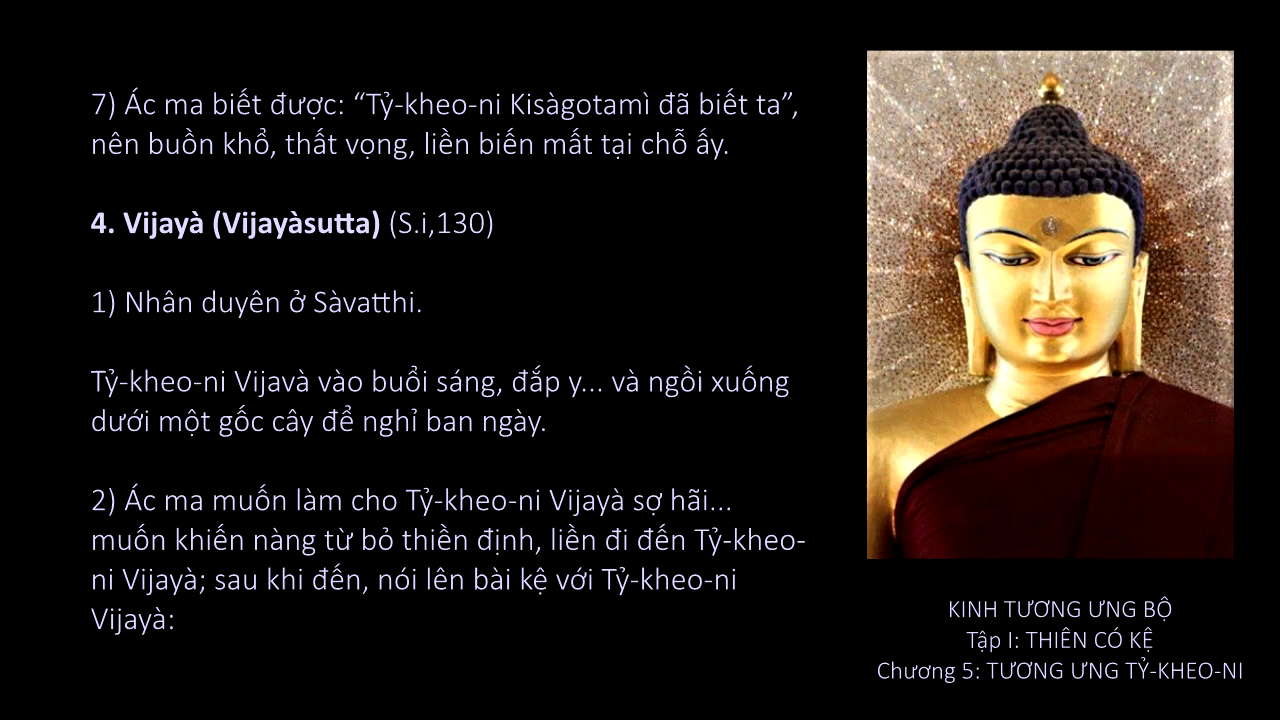 7) Ác ma biết được: “Tỷ-kheo-ni Kisàgotamì đã biết ta”,
nên buồn khổ, thất vọng, liền biến mất tại chỗ ấy.
4. Vijayà (Vijayàsutta) (S.i,130)
1) Nhân duyên ở Sàvatthi.
Tỷ-kheo-ni Vijavà vào buổi sáng, đắp y... và ngồi xuống
dưới một gốc cây để nghỉ ban ngày.
2) Ác ma muốn làm cho Tỷ-kheo-ni Vijayà sợ hãi...
muốn khiến nàng từ bỏ thiền định, liền đi đến Tỷ-kheo-
ni Vijayà; sau khi đến, nói lên bài kệ với Tỷ-kheo-ni
Vijayà:
KINH TƯƠNG ƯNG BỘ
Tập I: THIÊN CÓ KỆ
Chương 5: TƯƠNG ƯNG TỶ-KHEO-NI